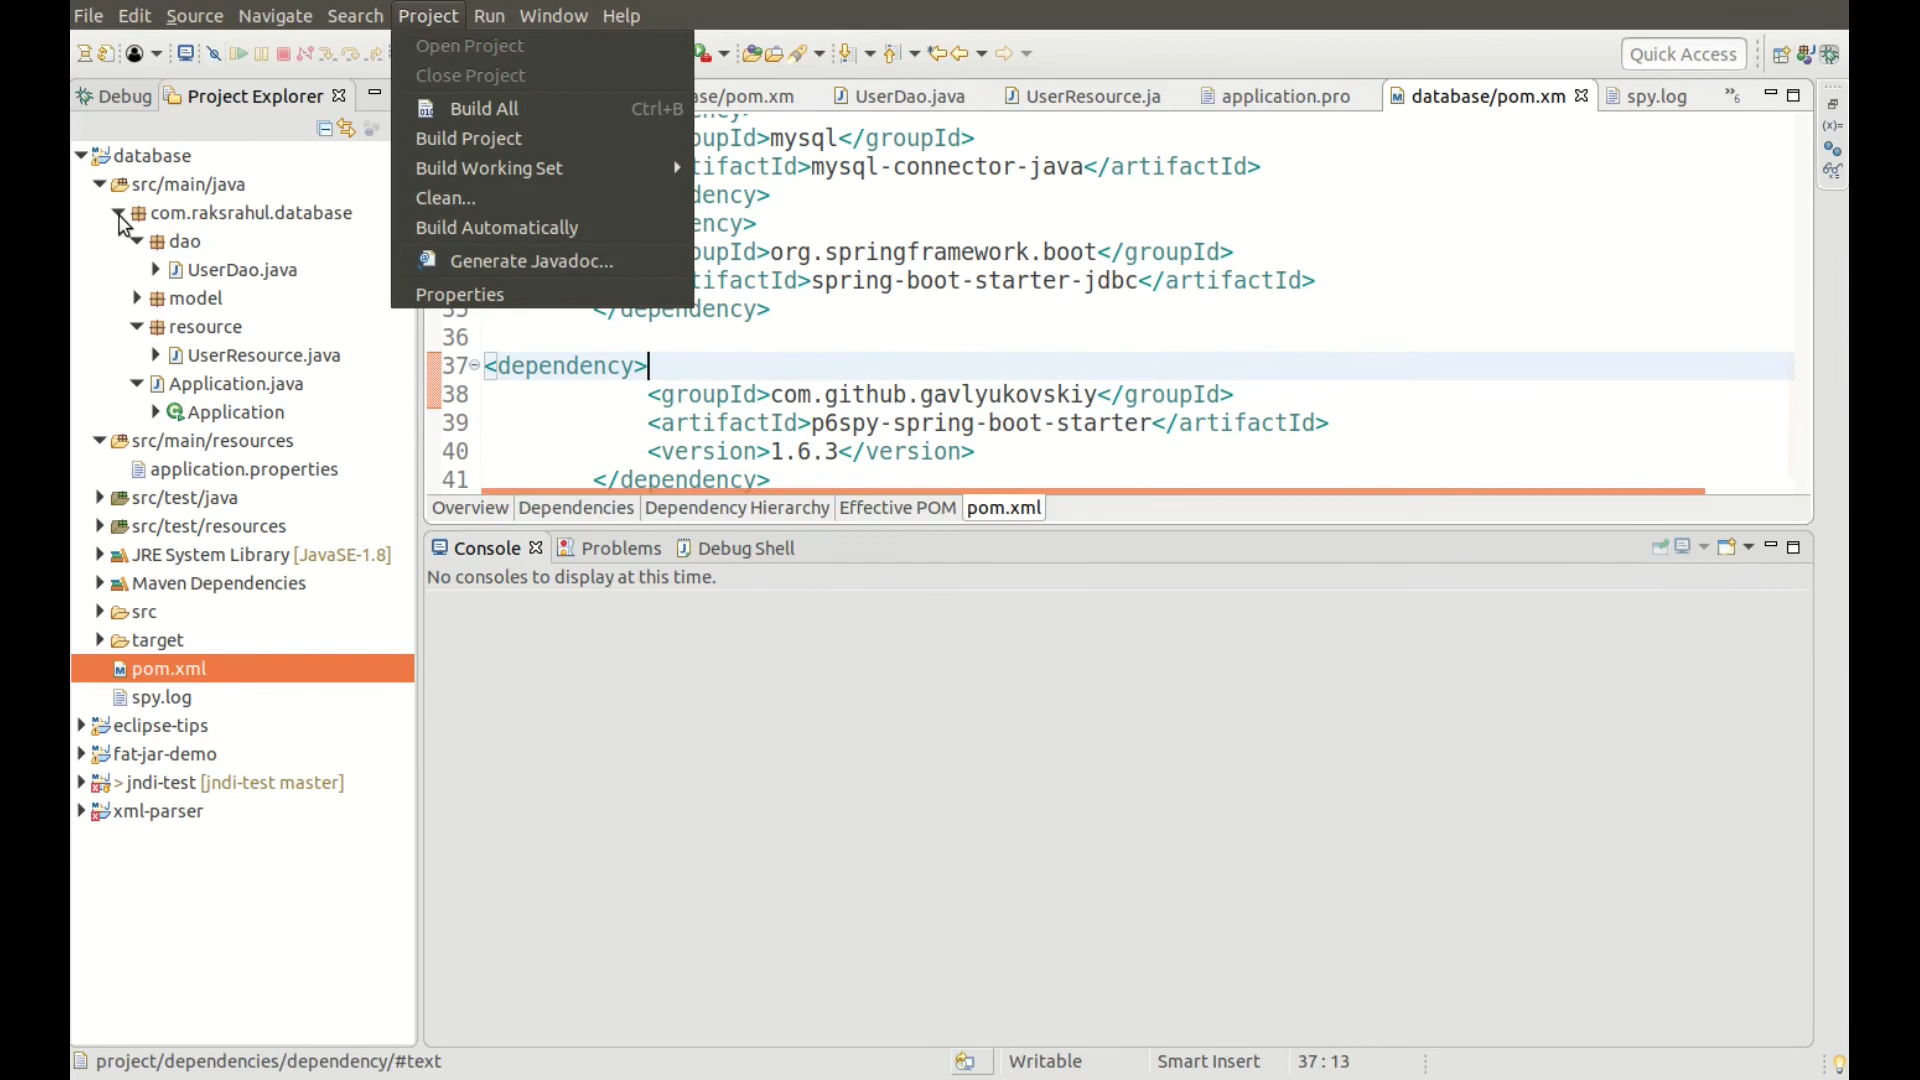 File Edit Source Navigate Search Project Run Window Help
Open Project
Close Project
Build All Ctrl+B
Build Project
Build Working Set
Clean...
Build Automatically
Generate Javadoc...
Properties
Quick Access
Debug Project Explorer
database
src/main/java
com.raksrahul.database
dao
UserDao.java
model
resource
UserResource.java
Application.java
Application
src/main/resources
application.properties
src/test/java
src/test/resources
JRE System Library [JavaSE-1.8]
Maven Dependencies
src
target
pom.xml
spy.log
eclipse-tips
fat-jar-demo
> jndi-test [jndi-test master]
xml-parser
ase/pom.xm UserDao.java UserResource.ja application.pro database/pom.xm spy.log »6
oupId>mysql</groupId>
tifactId>mysql-connector-java</artifactId>
dency>
ency>
oupId>org.springframework.boot</groupId>
tifactId>spring-boot-starter-jdbc</artifactId>
35 </dependency>
36
37 <dependency>
38 <groupId>com.github.gavlyukovskiy</groupId>
39 <artifactId>p6spy-spring-boot-starter</artifactId>
40 <version>1.6.3</version>
41 </dependency>
Overview Dependencies Dependency Hierarchy Effective POM pom.xml
Console Problems Debug Shell
No consoles to display at this time.
project/dependencies/dependency/#text Writable Smart Insert 37 : 13